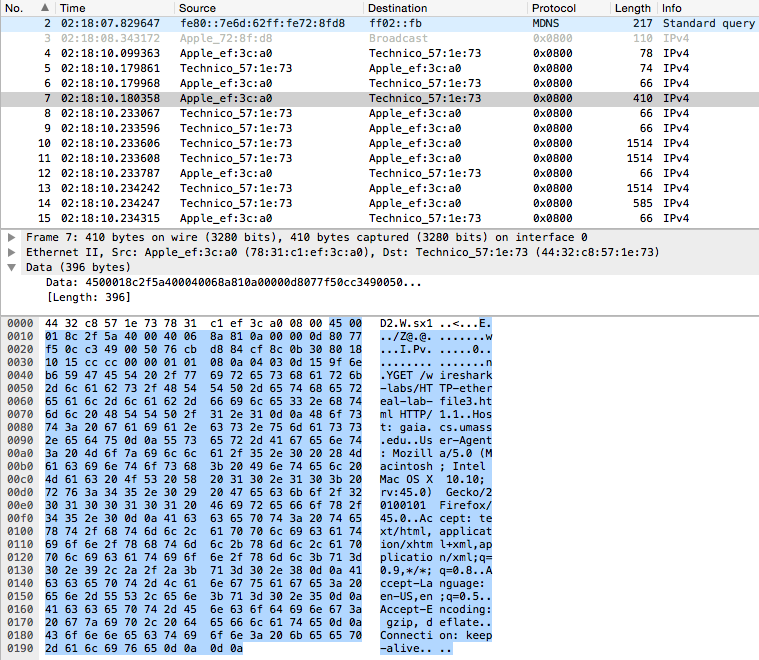 No. Time Source Destination Protocol Length Info
2 02:18:07.829647 fe80::7e6d:62ff:fe72:8fd8 ff02::fb MDNS 217 Standard query
3 02:18:08.343172 Apple_72:8f:d8 Broadcast 0x0800 110 IPv4
4 02:18:10.099363 Apple_ef:3c:a0 Technico_57:1e:73 0x0800 78 IPv4
5 02:18:10.179861 Technico_57:1e:73 Apple_ef:3c:a0 0x0800 74 IPv4
6 02:18:10.179968 Apple_ef:3c:a0 Technico_57:1e:73 0x0800 66 IPv4
7 02:18:10.180358 Apple_ef:3c:a0 Technico_57:1e:73 0x0800 410 IPv4
8 02:18:10.233067 Technico_57:1e:73 Apple_ef:3c:a0 0x0800 66 IPv4
9 02:18:10.233596 Technico_57:1e:73 Apple_ef:3c:a0 0x0800 66 IPv4
10 02:18:10.233606 Technico_57:1e:73 Apple_ef:3c:a0 0x0800 1514 IPv4
11 02:18:10.233608 Technico_57:1e:73 Apple_ef:3c:a0 0x0800 1514 IPv4
12 02:18:10.233787 Apple_ef:3c:a0 Technico_57:1e:73 0x0800 66 IPv4
13 02:18:10.234242 Technico_57:1e:73 Apple_ef:3c:a0 0x0800 1514 IPv4
14 02:18:10.234247 Technico_57:1e:73 Apple_ef:3c:a0 0x0800 585 IPv4
15 02:18:10.234315 Apple_ef:3c:a0 Technico_57:1e:73 0x0800 66 IPv4
Frame 7: 410 bytes on wire (3280 bits), 410 bytes captured (3280 bits) on interface 0
Ethernet II, Src: Apple_ef:3c:a0 (78:31:c1:ef:3c:a0), Dst: Technico_57:1e:73 (44:32:c8:57:1e:73)
Data (396 bytes)
Data: 4500018c2f5a400040068a810a00000d8077f50cc3490050...
[Length: 396]
0000 44 32 c8 57 1e 73 78 31 c1 ef 3c a0 08 00 45 00 D2.W.sx1 ..<...E.
0010 01 8c 2f 5a 40 00 40 06 8a 81 0a 00 00 0d 80 77 ../Z@.@. .......w
0020 f5 0c c3 49 00 50 76 cb d8 84 cf 8c 0b 30 80 18 ...I.Pv. .....0..
0030 10 15 cc cc 00 00 01 01 08 0a 04 03 0d 15 9f 6e ........ .......n
0040 b6 59 47 45 54 20 2f 77 69 72 65 73 68 61 72 6b .YGET /w ireshark
0050 2d 6c 61 62 73 2f 48 54 54 50 2d 65 74 68 65 72 -labs/HT TP-ether
0060 65 61 6c 2d 6c 61 62 2d 66 69 6c 65 33 2e 68 74 eal-lab- file3.ht
0070 6d 6c 20 48 54 54 50 2f 31 2e 31 0d 0a 48 6f 73 ml HTTP/ 1.1..Hos
0080 74 3a 20 67 61 69 61 2e 63 73 2e 75 6d 61 73 73 t: gaia. cs.umass
0090 2e 65 64 75 0d 0a 55 73 65 72 2d 41 67 65 6e 74 .edu..Us er-Agent
00a0 3a 20 4d 6f 7a 69 6c 6c 61 2f 35 2e 30 20 28 4d : Mozill a/5.0 (M
00b0 61 63 69 6e 74 6f 73 68 3b 20 49 6e 74 65 6c 20 acintosh ; Intel
00c0 4d 61 63 20 4f 53 20 58 20 31 30 2e 31 30 3b 20 Mac OS X 10.10;
00d0 72 76 3a 34 35 2e 30 29 20 47 65 63 6b 6f 2f 32 rv:45.0) Gecko/2
00e0 30 31 30 30 31 30 31 20 46 69 72 65 66 6f 78 2f 0100101 Firefox/
00f0 34 35 2e 30 0d 0a 41 63 63 65 70 74 3a 20 74 65 45.0..Ac cept: te
0100 78 74 2f 68 74 6d 6c 2c 61 70 70 6c 69 63 61 74 xt/html, applicat
0110 69 6f 6e 2f 78 68 74 6d 6c 2b 78 6d 6c 2c 61 70 ion/xhtm l+xml,ap
0120 70 6c 69 63 61 74 69 6f 6e 2f 78 6d 6c 3b 71 3d plicatio n/xml;q=
0130 30 2e 39 2c 2a 2f 2a 3b 71 3d 30 2e 38 0d 0a 41 0.9,*/*; q=0.8..A
0140 63 63 65 70 74 2d 4c 61 6e 67 75 61 67 65 3a 20 ccept-La nguage:
0150 65 6e 2d 55 53 2c 65 6e 3b 71 3d 30 2e 35 0d 0a en-US,en ;q=0.5..
0160 41 63 63 65 70 74 2d 45 6e 63 6f 64 69 6e 67 3a Accept-E ncoding:
0170 20 67 7a 69 70 2c 20 64 65 66 6c 61 74 65 0d 0a gzip, d eflate..
0180 43 6f 6e 6e 65 63 74 69 6f 6e 3a 20 6b 65 65 70 Connecti on: keep
0190 2d 61 6c 69 76 65 0d 0a 0d 0a -alive.. ..